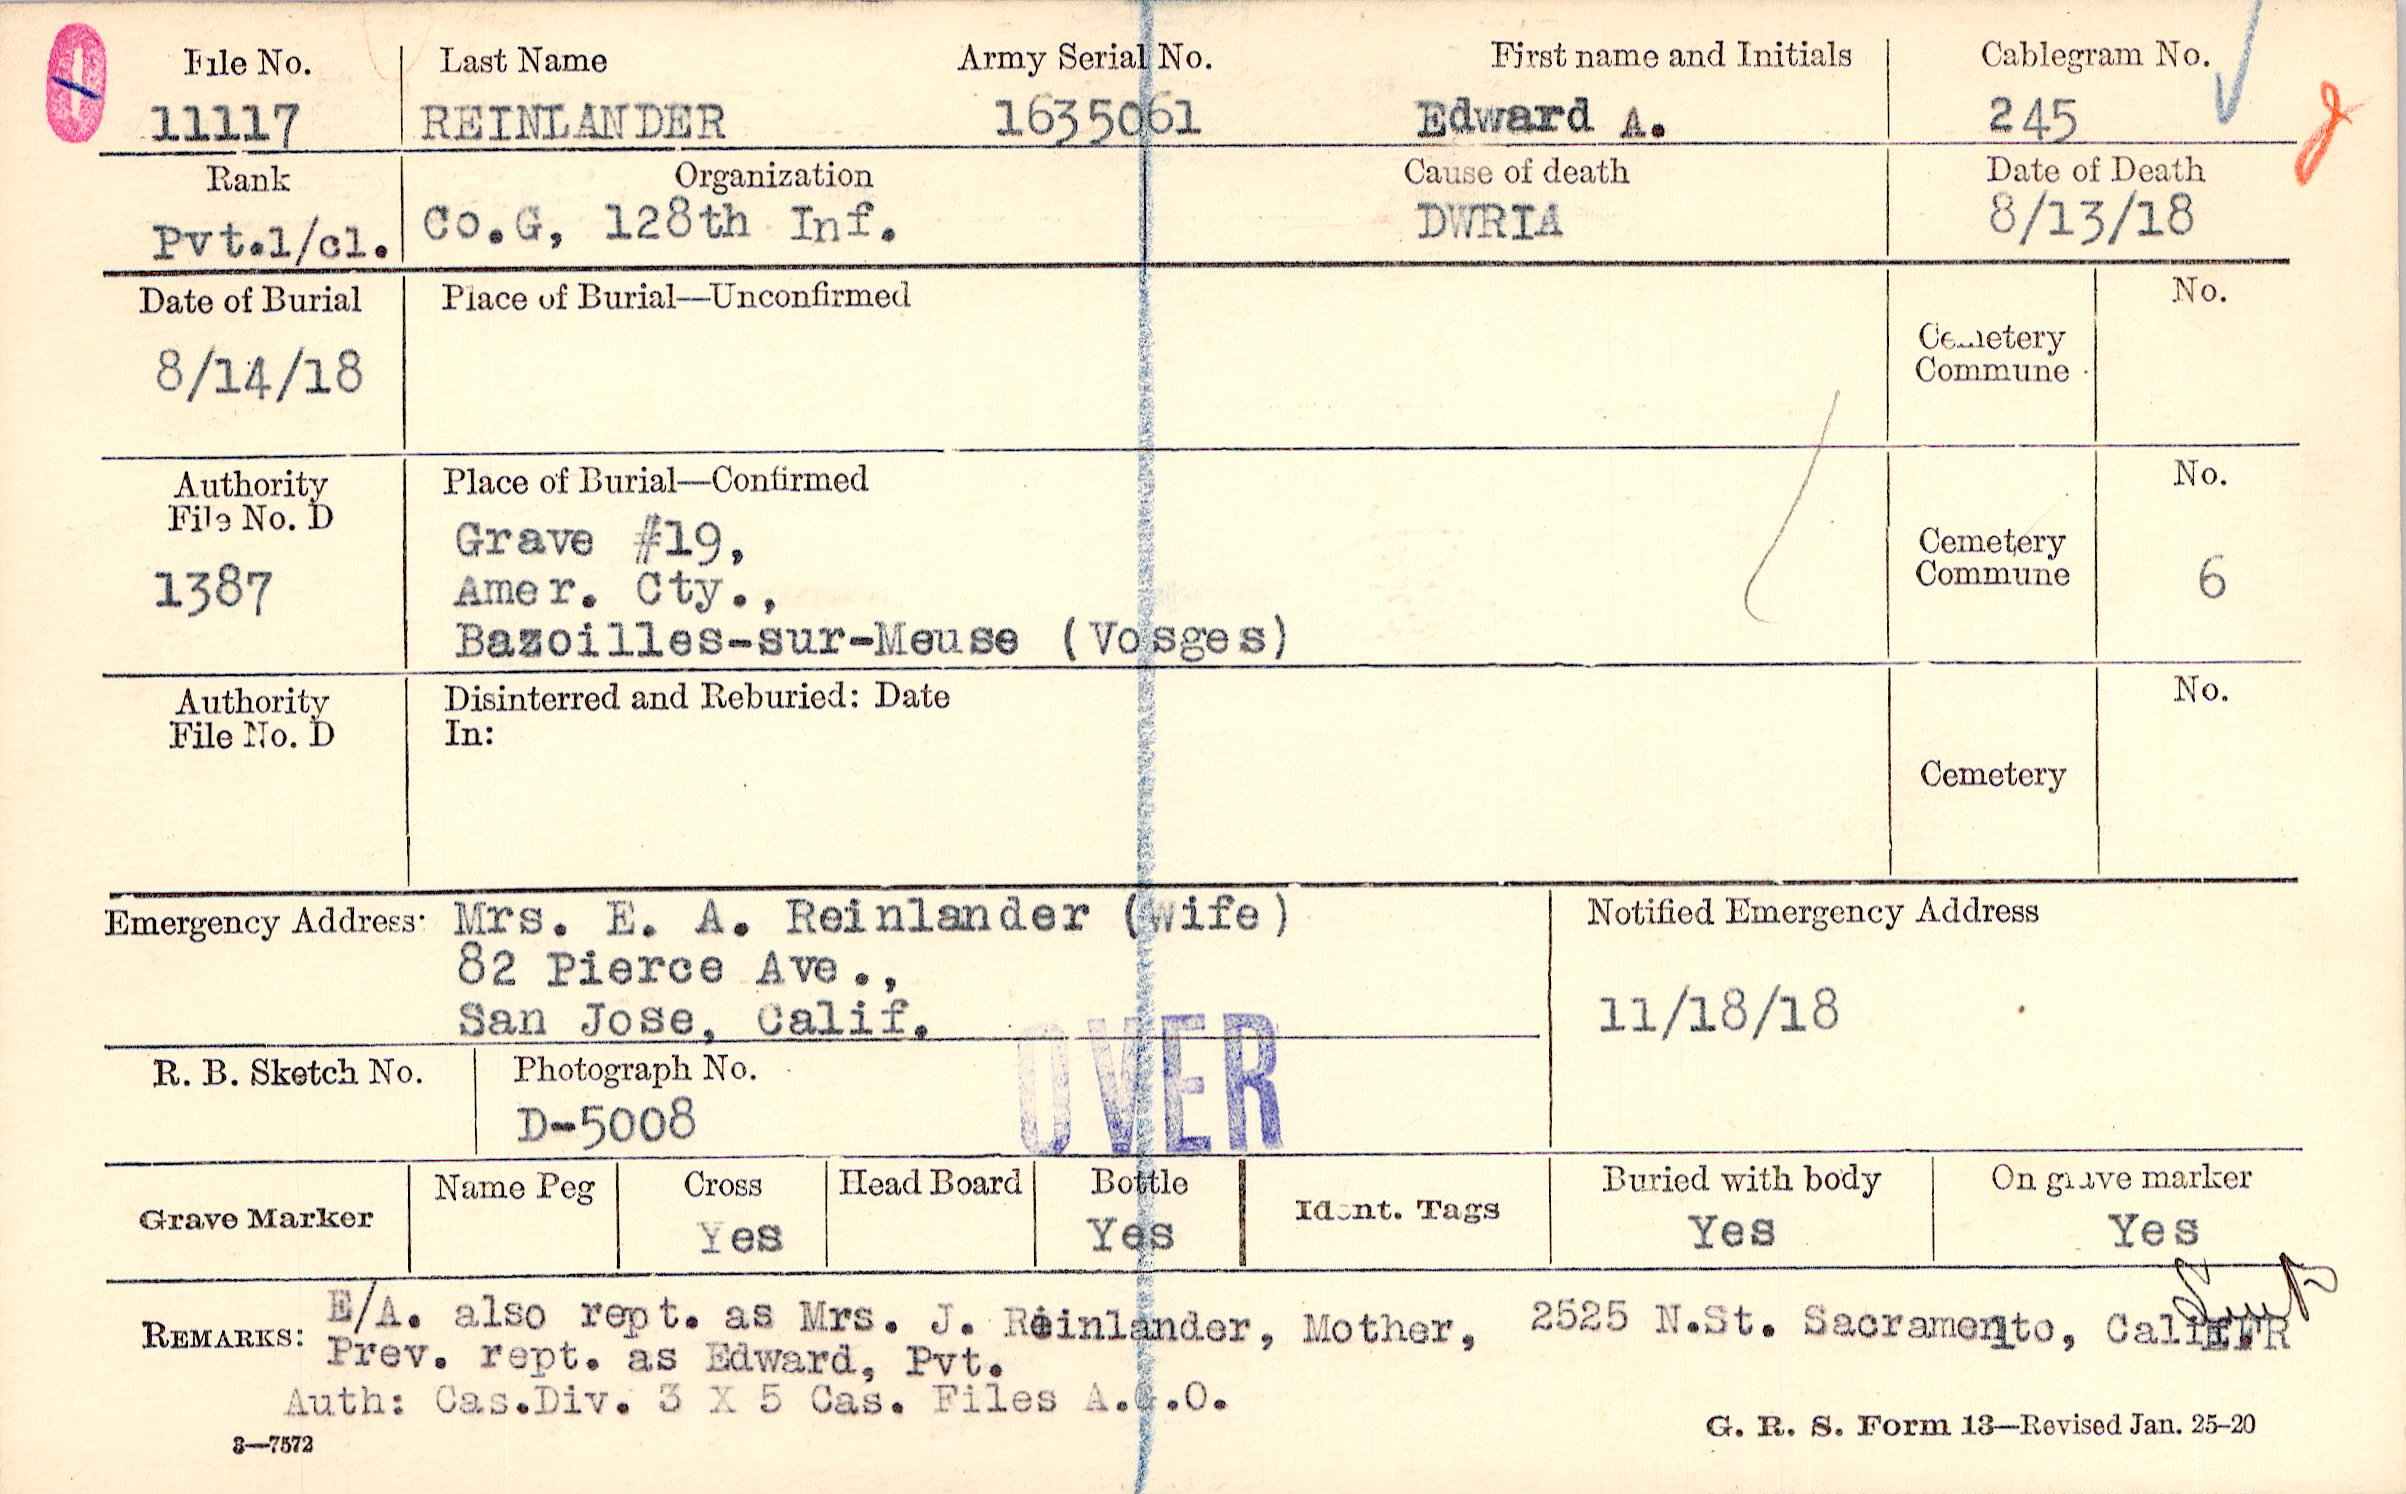 File No. Last Name Army Serial No. First name and Initials Cablegram No.
11117 REINLANDER 1635061 Edward A. 245
Rank Organization Cause of death Date of Death
Pvt.1/cl. Co.G, 128th Inf. DWRIA 8/13/18
Date of Burial Place of Burial—Unconfirmed No.
8/14/18 Cemetery
Commune
Authority Place of Burial—Confirmed No.
File No. D
1387 Grave #19, Cemetery
Amer. Cty., Commune 6
Bazoilles-sur-Meuse (Vosges)
Authority Disinterred and Reburied: Date No.
File No. D In:
Cemetery
Emergency Address: Mrs. E. A. Reinlander (Wife) Notified Emergency Address
82 Pierce Ave.,
San Jose, Calif. 11/18/18
OVER
R. B. Sketch No. Photograph No.
D-5008
Grave Marker Name Peg Cross Head Board Bottle Ident. Tags Buried with body On grave marker
Yes Yes Yes Yes
REMARKS: E/A. also rept. as Mrs. J. Reinlander, Mother, 2525 N.St. Sacramento, Calif.
Prev. rept. as Edward, Pvt.
Auth: Cas.Div. 3 X 5 Cas. Files A.G.O.
3—7572 G. R. S. Form 13—Revised Jan. 25-20